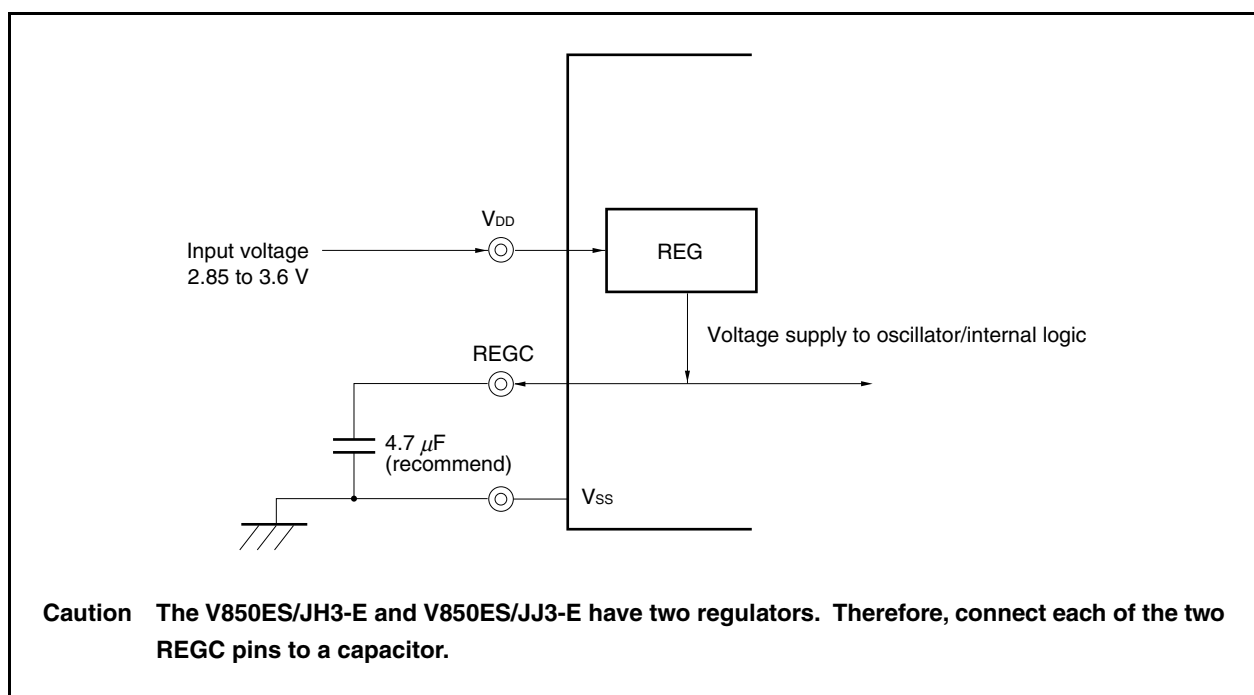 VDD
Input voltage
2.85 to 3.6 V
REG
Voltage supply to oscillator/internal logic
REGC
4.7 μF
(recommend)
VSS
Caution The V850ES/JH3-E and V850ES/JJ3-E have two regulators. Therefore, connect each of the two
REGC pins to a capacitor.